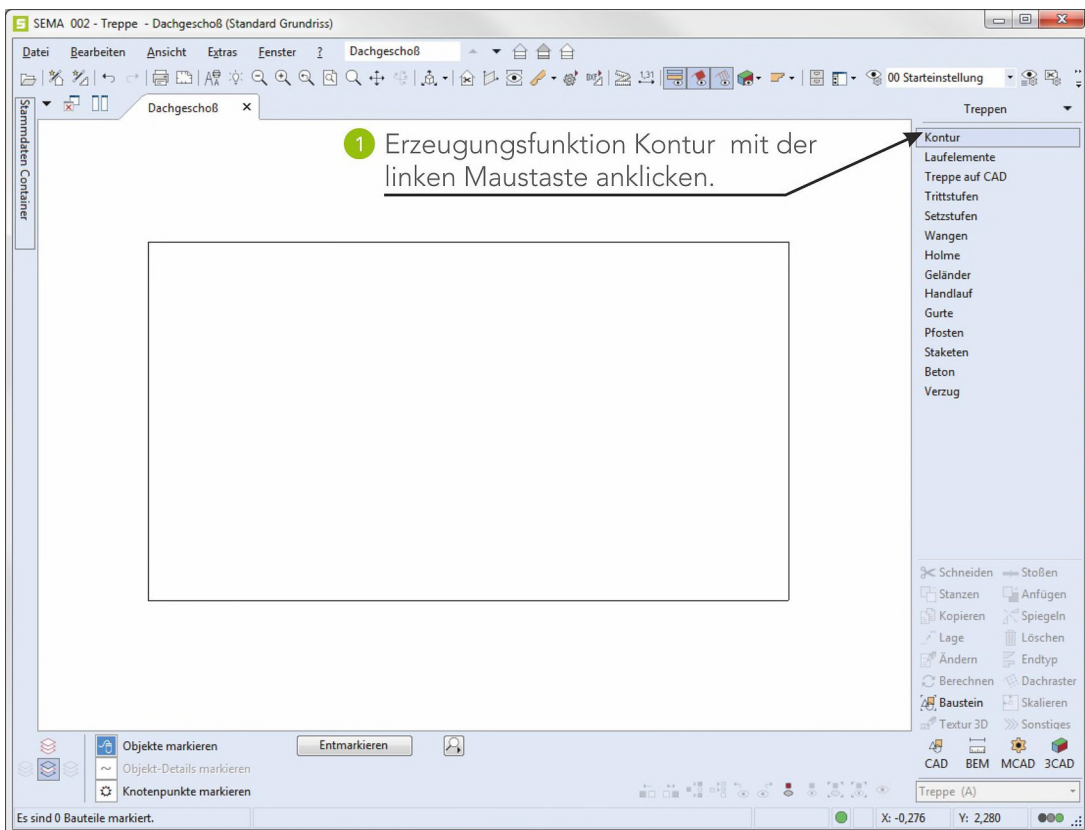 SEMA 002 - Treppe - Dachgeschoß (Standard Grundriss)
Datei Bearbeiten Ansicht Extras Fenster ? Dachgeschoß
1,31 00 Starteinstellung
Stammdaten Container
Dachgeschoß X
Treppen
1 Erzeugungsfunktion Kontur mit der
linken Maustaste anklicken.
Kontur
Laufelemente
Treppe auf CAD
Trittstufen
Setzstufen
Wangen
Holme
Geländer
Handlauf
Gurte
Pfosten
Staketen
Beton
Verzug
Schneiden Stoßen
Stanzen Anfügen
Kopieren Spiegeln
Lage Löschen
Ändern Endtyp
Berechnen Dachraster
Baustein Skalieren
Textur 3D Sonstiges
CAD BEM MCAD 3CAD
Treppe (A)
Objekte markieren Entmarkieren
Objekt-Details markieren
Knotenpunkte markieren
Es sind 0 Bauteile markiert. X: -0,276 Y: 2,280